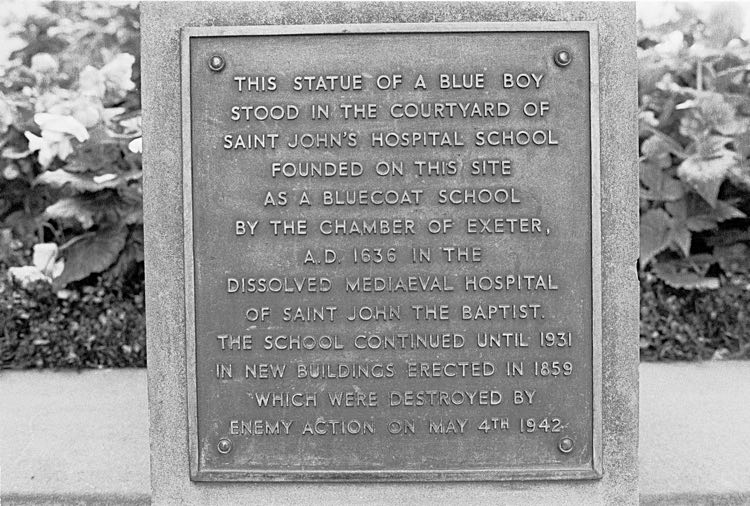 THIS STATUE OF A BLUE BOY
STOOD IN THE COURTYARD OF
SAINT JOHN'S HOSPITAL SCHOOL
FOUNDED ON THIS SITE
AS A BLUECOAT SCHOOL
BY THE CHAMBER OF EXETER,
A.D. 1636 IN THE
DISSOLVED MEDIAEVAL HOSPITAL
OF SAINT JOHN THE BAPTIST.
THE SCHOOL CONTINUED UNTIL 1931
IN NEW BUILDINGS ERECTED IN 1859
WHICH WERE DESTROYED BY
ENEMY ACTION ON MAY 4TH 1942